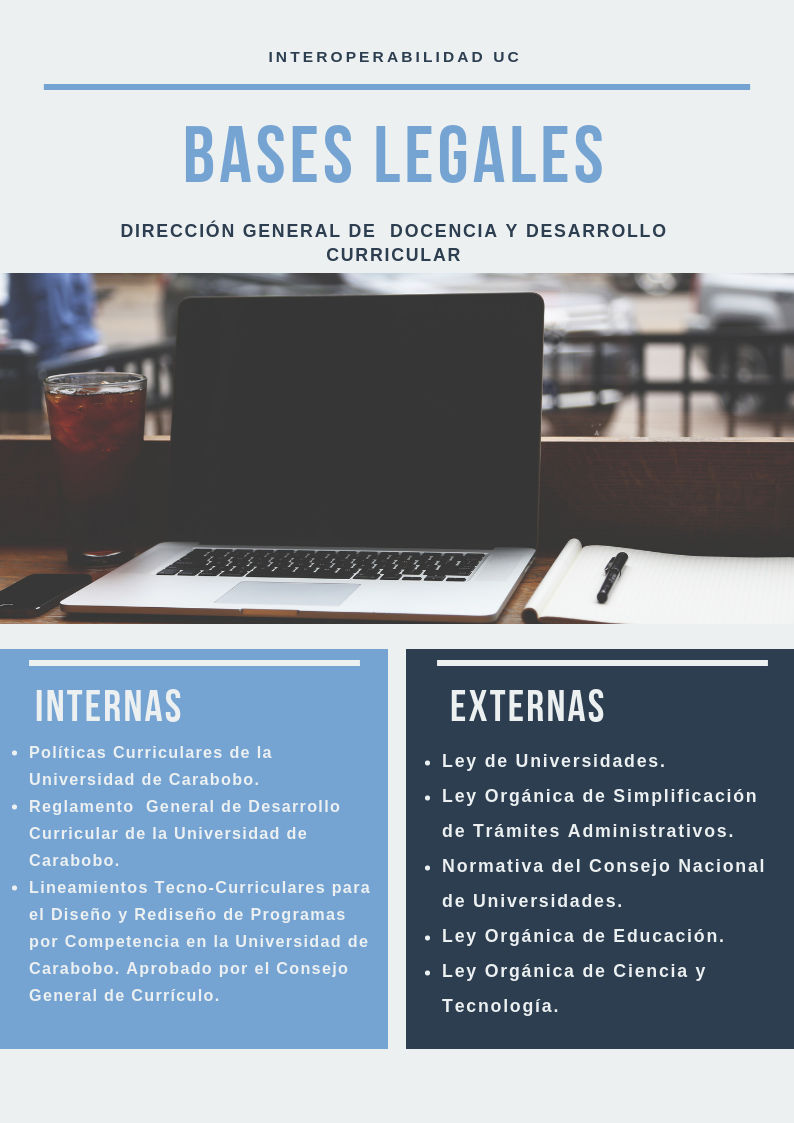 INTEROPERABILIDAD UC
BASES LEGALES
DIRECCIÓN GENERAL DE  DOCENCIA Y DESARROLLO
CURRICULAR
INTERNAS
• Políticas Curriculares de la
Universidad de Carabobo.
• Reglamento  General de Desarrollo
Curricular de la Universidad de
Carabobo.
• Lineamientos Tecno-Curriculares para
el Diseño y Rediseño de Programas
por Competencia en la Universidad de
Carabobo. Aprobado por el Consejo
General de Currículo.
EXTERNAS
• Ley de Universidades.
• Ley Orgánica de Simplificación
de Trámites Administrativos.
• Normativa del Consejo Nacional
de Universidades.
• Ley Orgánica de Educación.
• Ley Orgánica de Ciencia y
Tecnología.